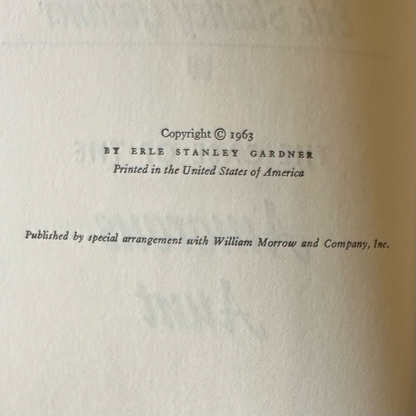 Copyright © 1963
BY ERLE STANLEY GARDNER
Printed in the United States of America
Published by special arrangement with William Morrow and Company, Inc.